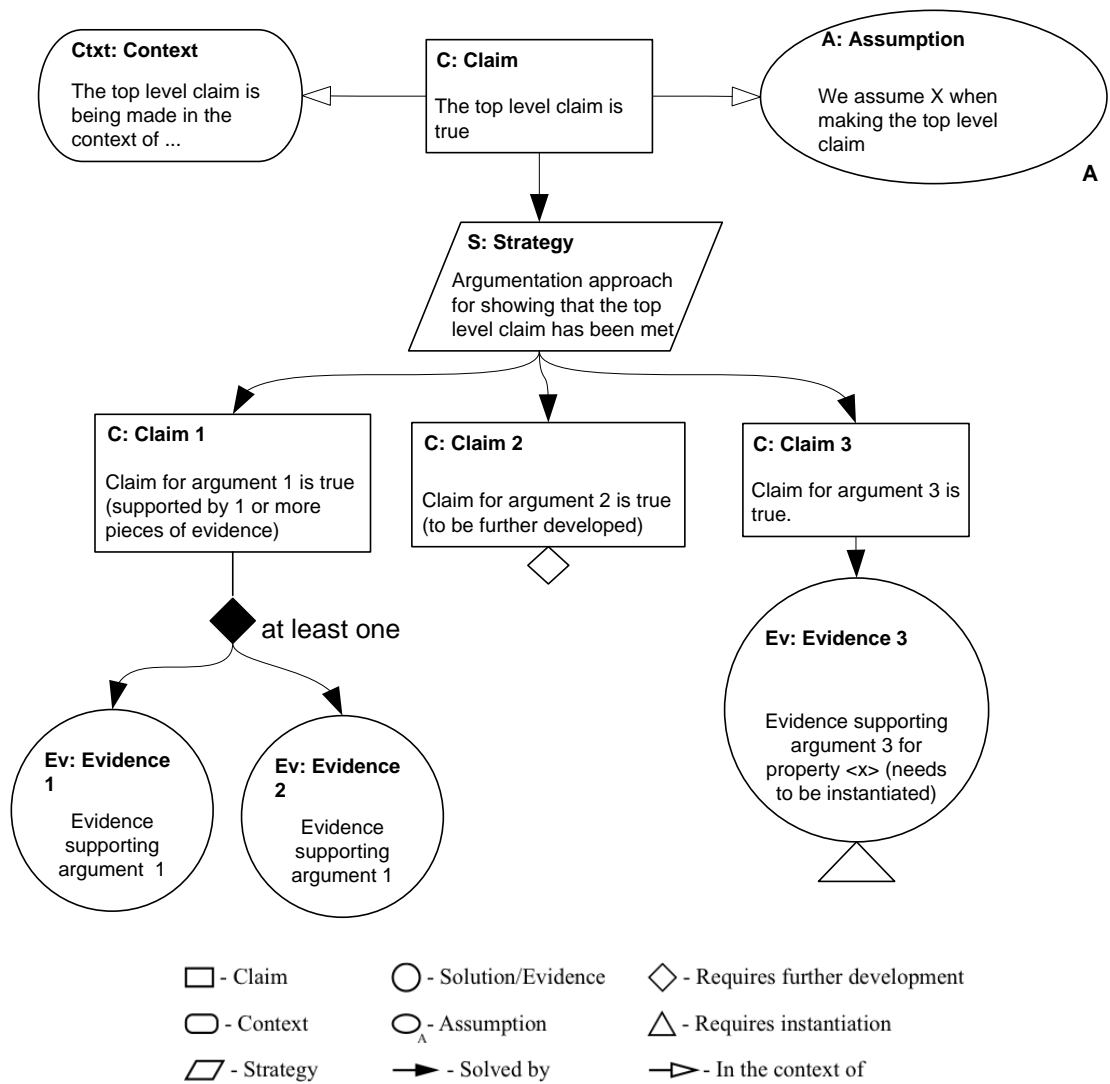 Ctxt: Context
The top level claim is
being made in the
context of ...
C: Claim
The top level claim is
true
A: Assumption
We assume X when
making the top level
claim
A
S: Strategy
Argumentation approach
for showing that the top
level claim has been met
C: Claim 1
Claim for argument 1 is true
(supported by 1 or more
pieces of evidence)
C: Claim 2
Claim for argument 2 is true
(to be further developed)
C: Claim 3
Claim for argument 3 is
true.
at least one
Ev: Evidence
1
Evidence
supporting
argument 1
Ev: Evidence
2
Evidence
supporting
argument 1
Ev: Evidence 3
Evidence supporting
argument 3 for
property <x> (needs
to be instantiated)
- Claim
- Solution/Evidence
- Requires further development
- Context
A
- Assumption
- Requires instantiation
- Strategy
- Solved by
- In the context of